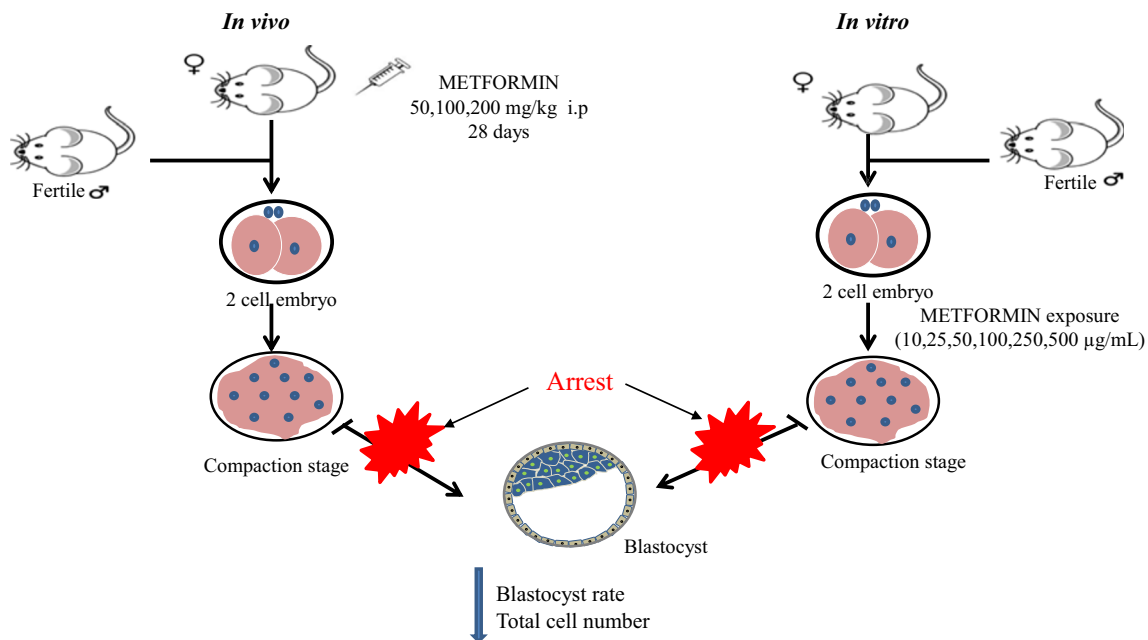 In vivo
In vitro
♀
METFORMIN
50,100,200 mg/kg i.p
28 days
♀
Fertile ♂
Fertile ♂
2 cell embryo
2 cell embryo
METFORMIN exposure
(10,25,50,100,250,500 µg/mL)
Arrest
Compaction stage
Compaction stage
Blastocyst
Blastocyst rate
Total cell number